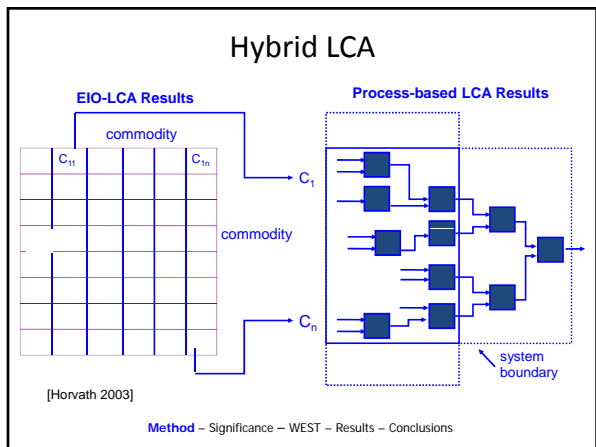 Hybrid LCA
EIO-LCA Results
Process-based LCA Results
commodity
C11
C1n
C1
commodity
Cn
system
boundary
[Horvath 2003]
Method – Significance – WEST – Results – Conclusions